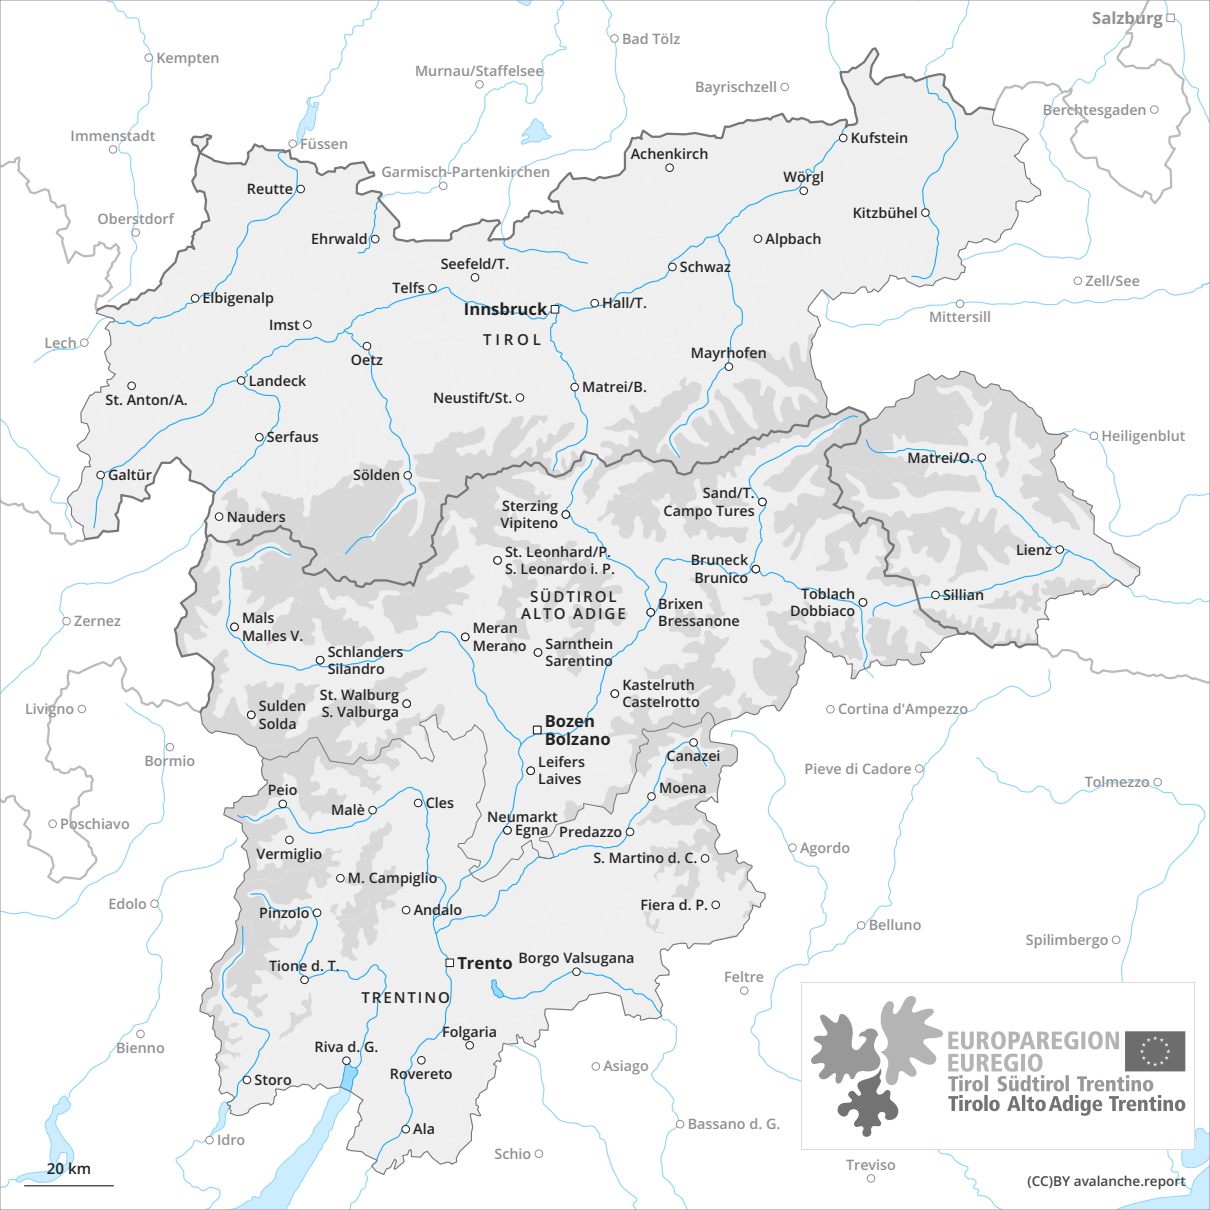 Salzburg
Kempten
Bad Tölz
Murnau/Staffelsee
Bayrischzell
Berchtesgaden
Immenstadt
Füssen
Kufstein
Achenkirch
Garmisch-Partenkirchen
Wörgl
Reutte
Oberstdorf
Kitzbühel
Ehrwald
Alpbach
Seefeld/T.
Schwaz
Zell/See
Telfs
Elbigenalp
Hall/T.
Innsbruck
Mittersill
Imst
TIROL
Lech
Oetz
Mayrhofen
Landeck
Matrei/B.
St. Anton/A.
Neustift/St.
Serfaus
Heiligenblut
Matrei/O.
Galtür
Sölden
Sand/T.
Campo Tures
Sterzing
Vipiteno
Nauders
Lienz
St. Leonhard/P.
S. Leonardo i. P.
Bruneck
Brunico
SÜDTIROL
ALTO ADIGE
Toblach
Dobbiaco
Sillian
Brixen
Bressanone
Zernez
Mals
Malles V.
Meran
Merano
Sarnthein
Sarentino
Schlanders
Silandro
Kastelruth
Castelrotto
St. Walburg
S. Valburga
Livigno
Sulden
Solda
Cortina d'Ampezzo
Bozen
Bolzano
Bormio
Canazei
Leifers
Laives
Pieve di Cadore
Tolmezzo
Peio
Moena
Malè
Cles
Neumarkt
Egna
Predazzo
Poschiavo
Vermiglio
S. Martino d. C.
Agordo
M. Campiglio
Edolo
Pinzolo
Andalo
Fiera d. P.
Belluno
Spilimbergo
Trento
Borgo Valsugana
Tione d. T.
Feltre
TRENTINO
Folgaria
Bienno
Riva d. G.
Rovereto
Asiago
Storo
EUROPAREGION
EUREGIO
Tirol Südtirol Trentino
Tirolo Alto Adige Trentino
Ala
Idro
Bassano d. G.
Schio
Treviso
20 km
(CC)BY avalanche.report